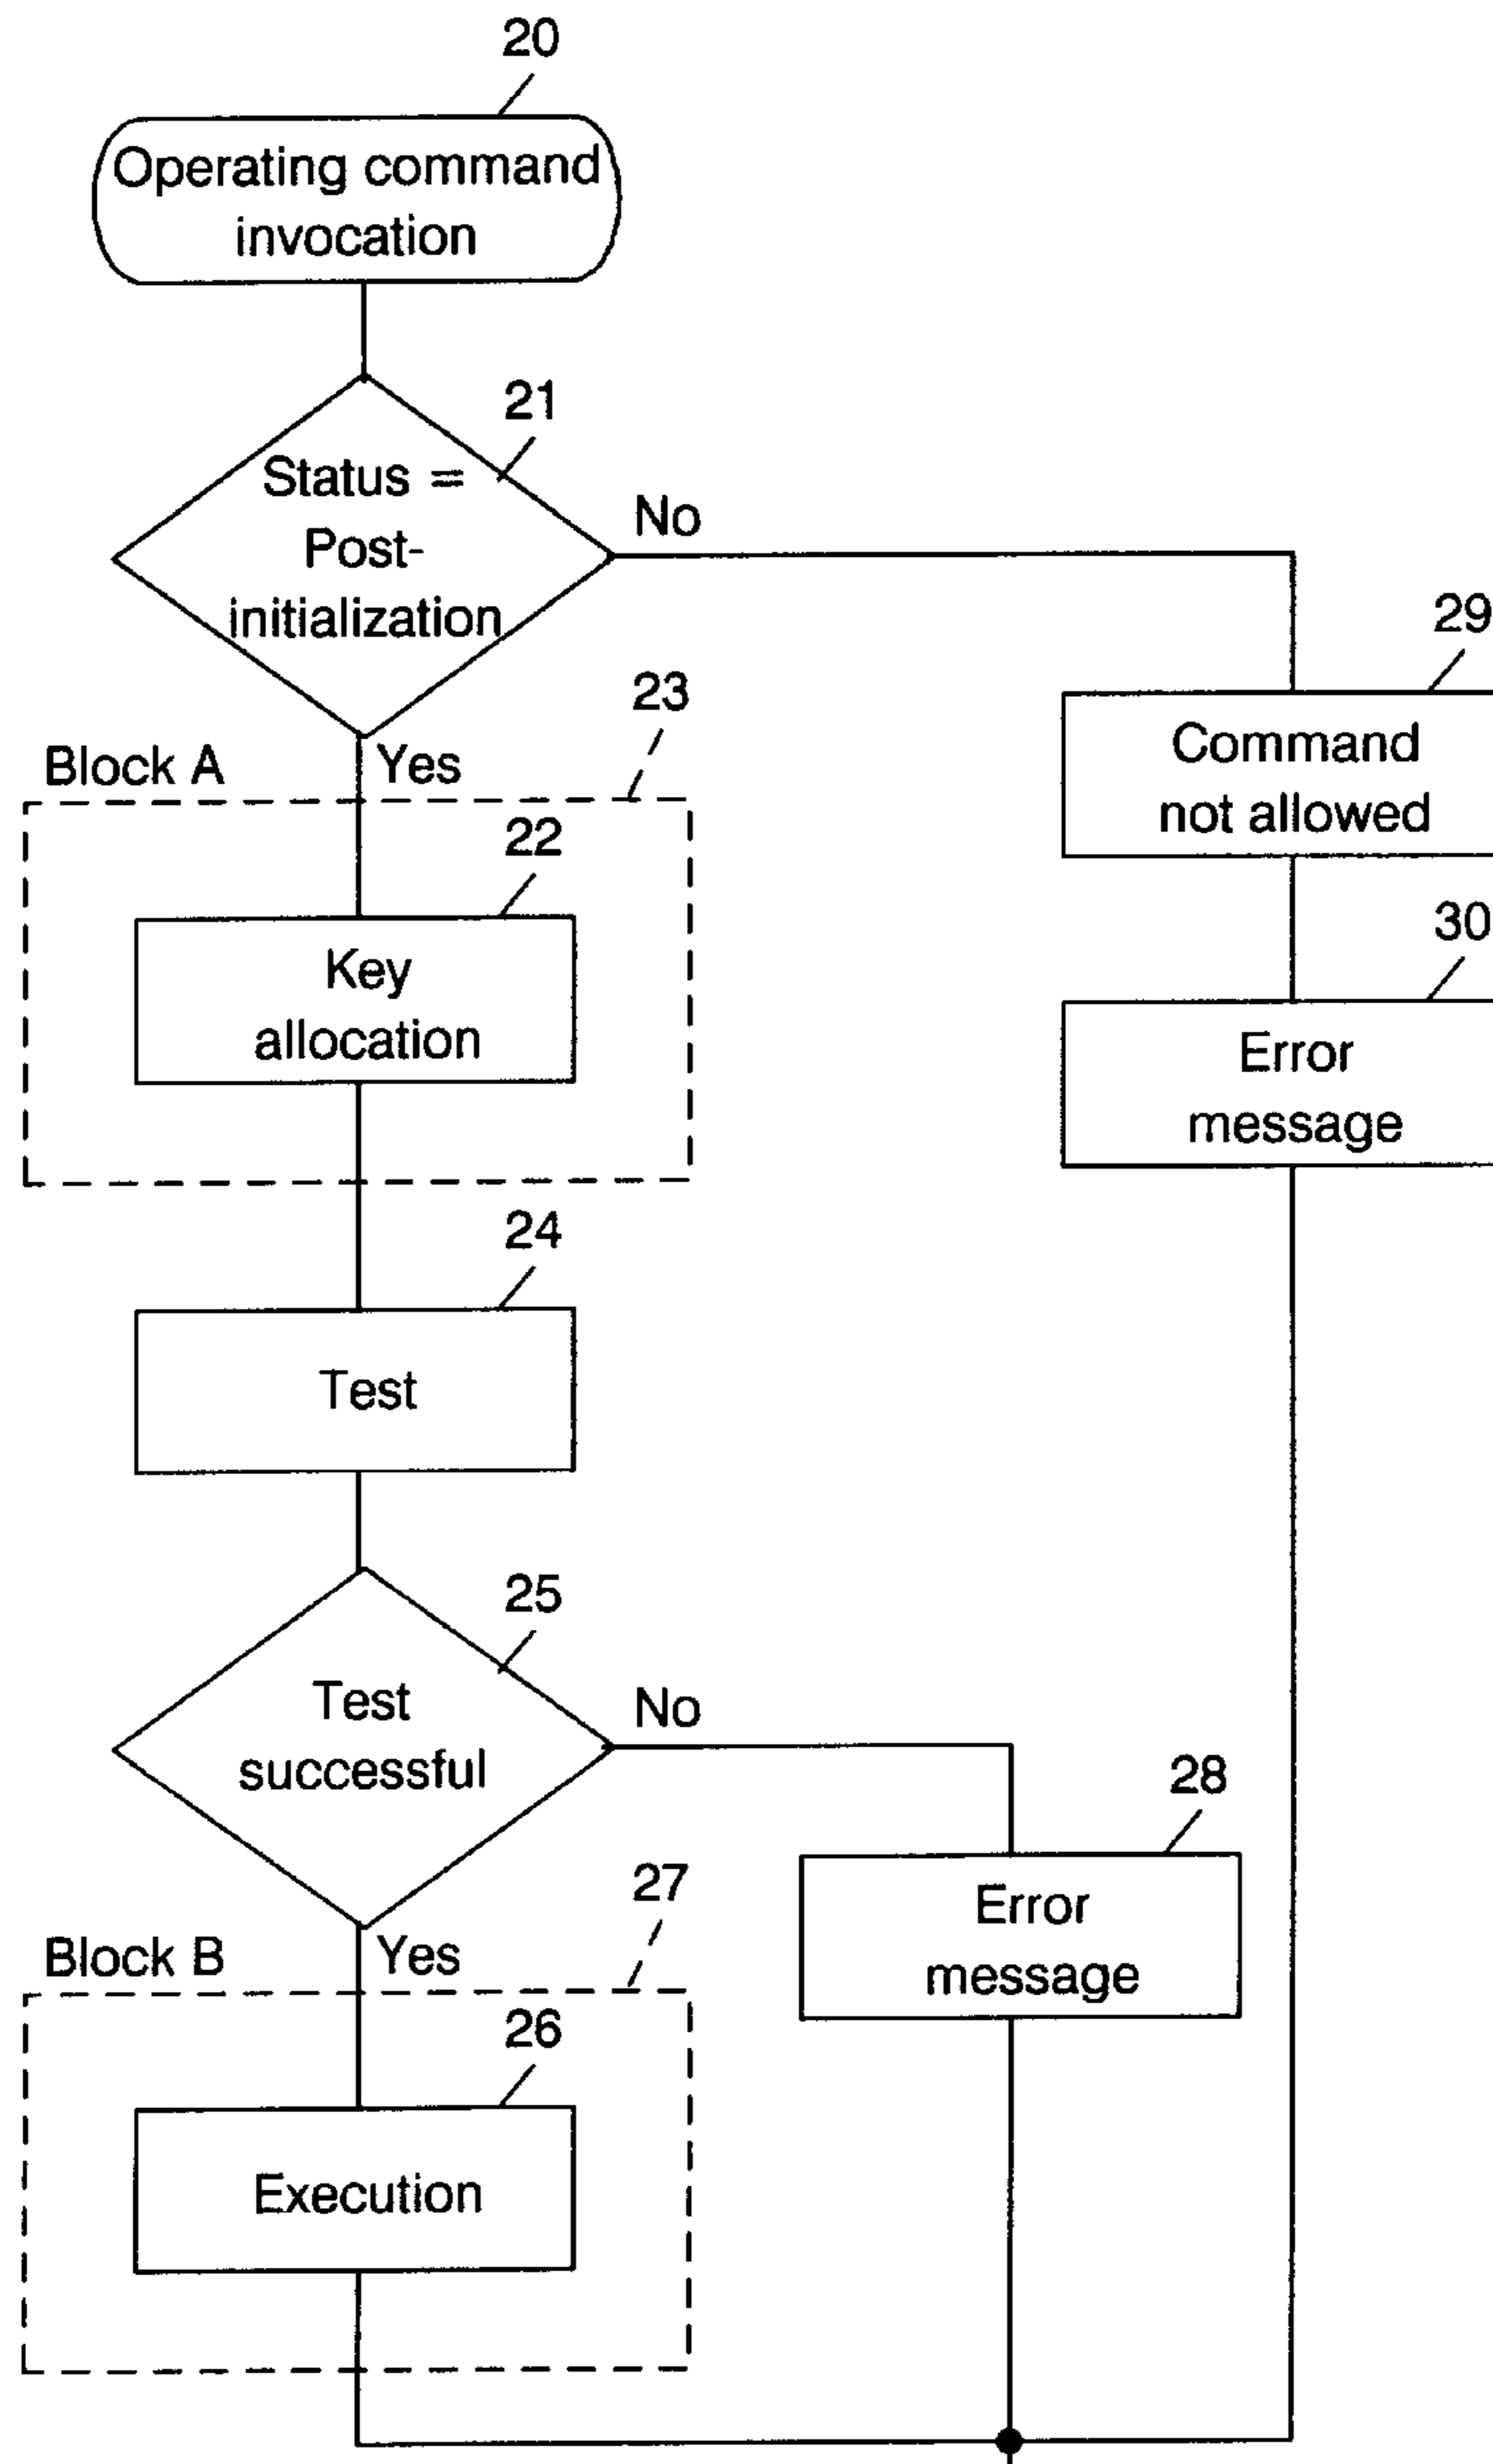 20
Operating command
invocation
21
Status =
Post-
initialization
No
29
Command
not allowed
23
Block A
Yes
22
Key
allocation
30
Error
message
24
Test
25
Test
successful
No
28
Error
message
27
Block B
Yes
26
Execution